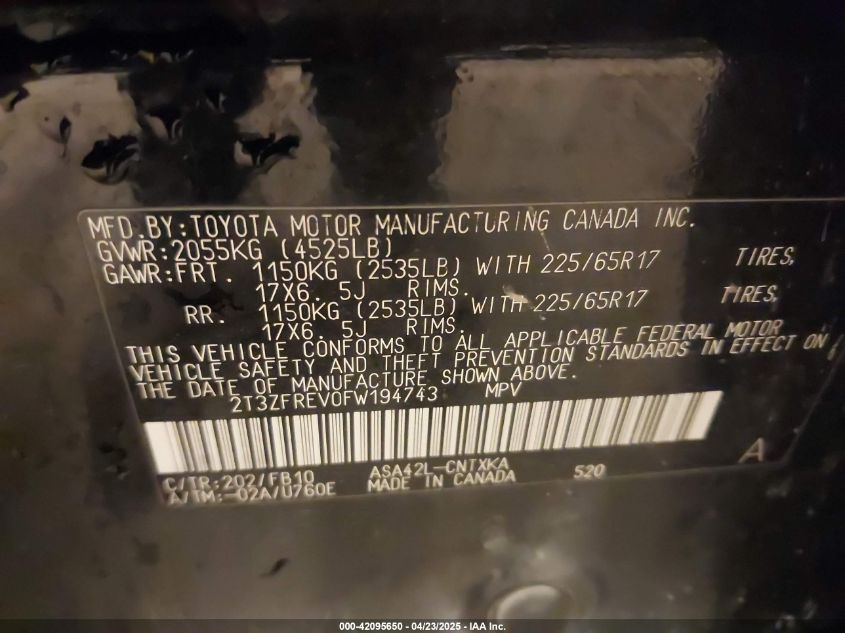 MFD.BY:TOYOTA MOTOR MANUFACTURING CANADA INC.
GVWR:2055KG (4525LB)
GAWR:FRT. 1150KG (2535LB) WITH 225/65R17 TIRES,
17X6. 5J RIMS.
RR. 1150KG (2535LB) WITH 225/65R17 TIRES,
17X6. 5J RIMS.
THIS VEHICLE CONFORMS TO ALL APPLICABLE FEDERAL MOTOR
VEHICLE SAFETY AND THEFT PREVENTION STANDARDS IN EFFECT ON
THE DATE OF MANUFACTURE SHOWN ABOVE.
2T3ZFREV0FW194743 MPV
A
C/TR:202/FB10 ASA42L-CNTXKA 520
A/TM:-02A/U760E MADE IN CANADA
000-42095650 - 04/23/2025 - IAA Inc.